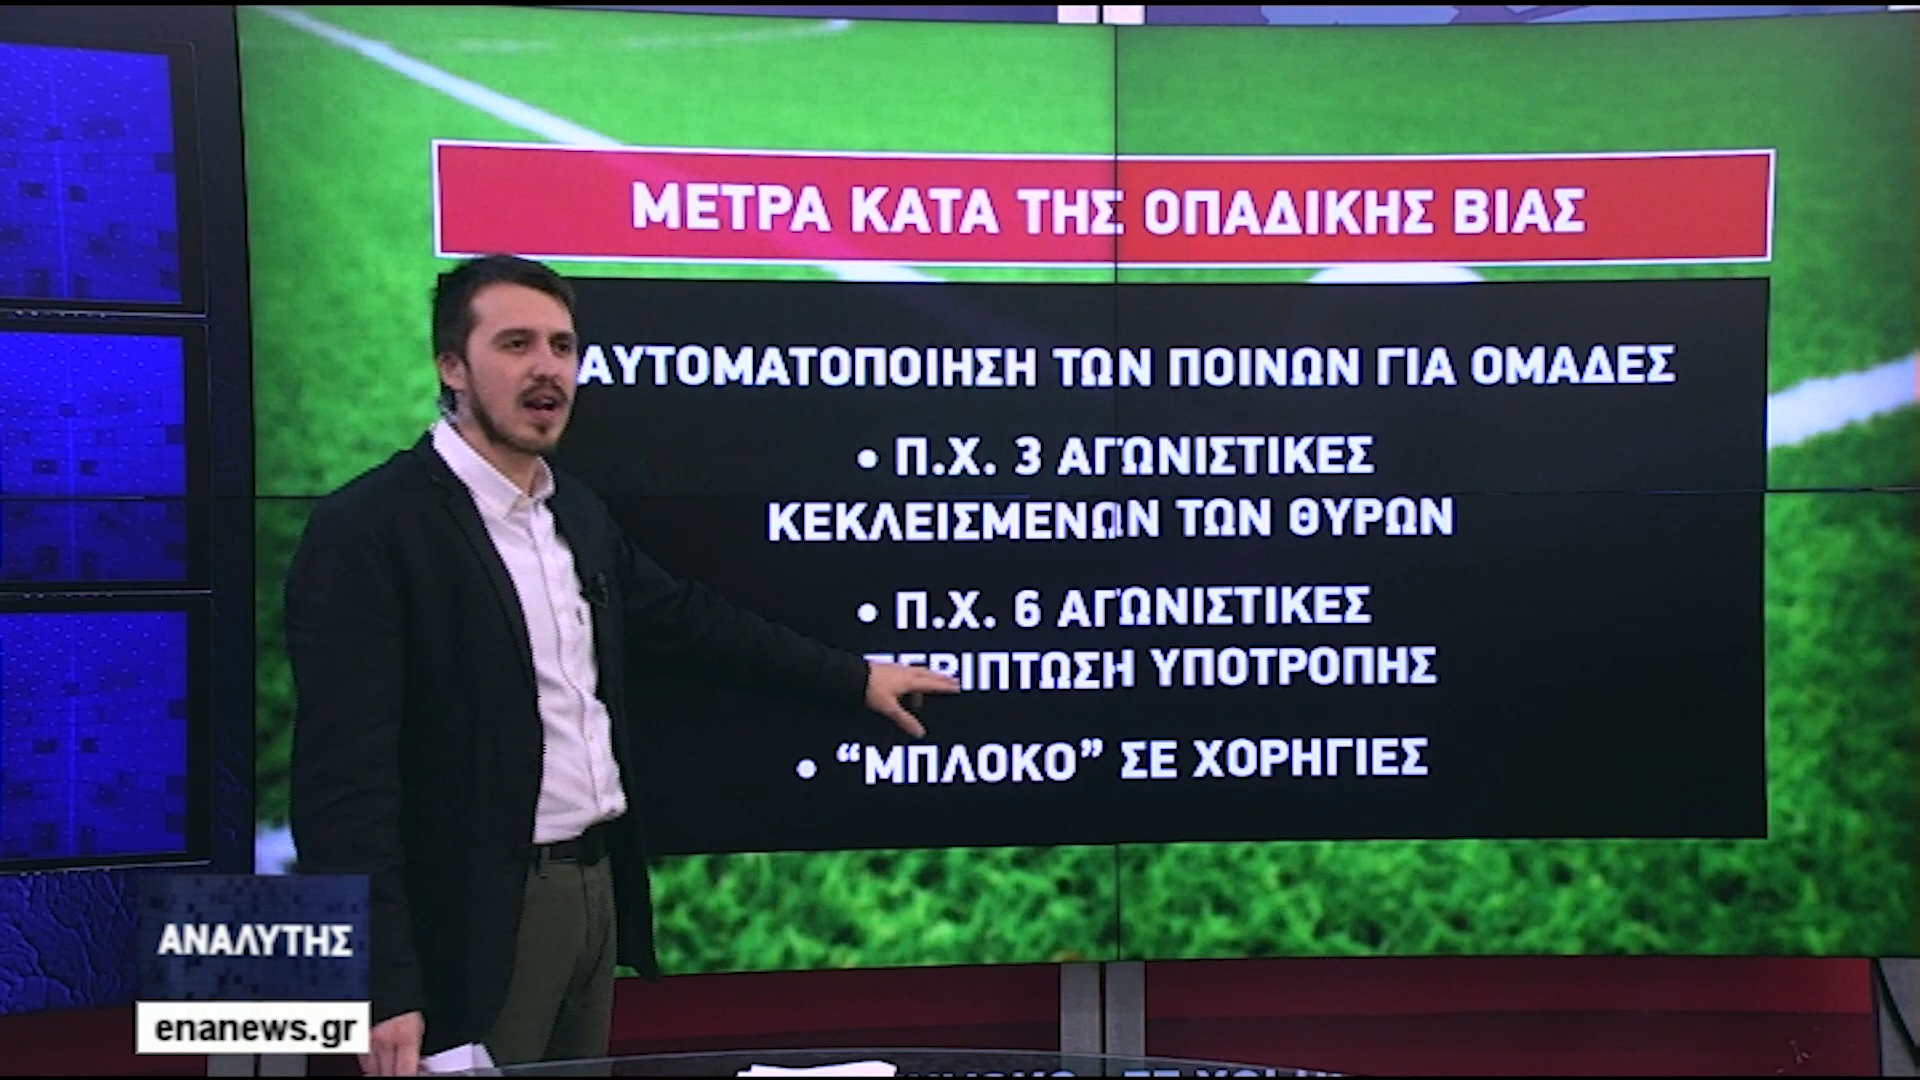 ΜΕΤΡΑ ΚΑΤΑ ΤΗΣ ΟΠΑΔΙΚΗΣ ΒΙΑΣ
ΑΥΤΟΜΑΤΟΠΟΙΗΣΗ ΤΩΝ ΠΟΙΝΩΝ ΓΙΑ ΟΜΑΔΕΣ
• Π.Χ. 3 ΑΓΩΝΙΣΤΙΚΕΣ
ΚΕΚΛΕΙΣΜΕΝΩΝ ΤΩΝ ΘΥΡΩΝ
• Π.Χ. 6 ΑΓΩΝΙΣΤΙΚΕΣ
ΠΕΡΙΠΤΩΣΗ ΥΠΟΤΡΟΠΗΣ
• “ΜΠΛΟΚΟ” ΣΕ ΧΟΡΗΓΙΕΣ
ΑΝΑΛΥΤΗΣ
enanews.gr